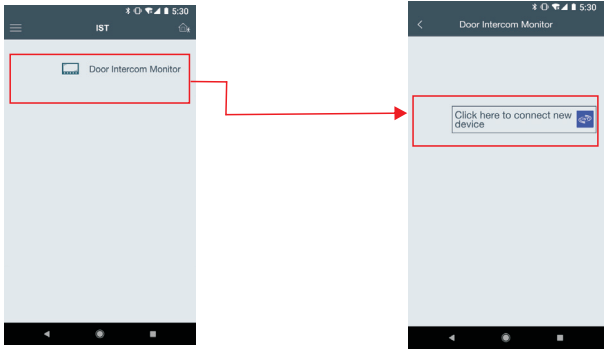 5:30
IST
Door Intercom Monitor
5:30
Door Intercom Monitor
Click here to connect new
device